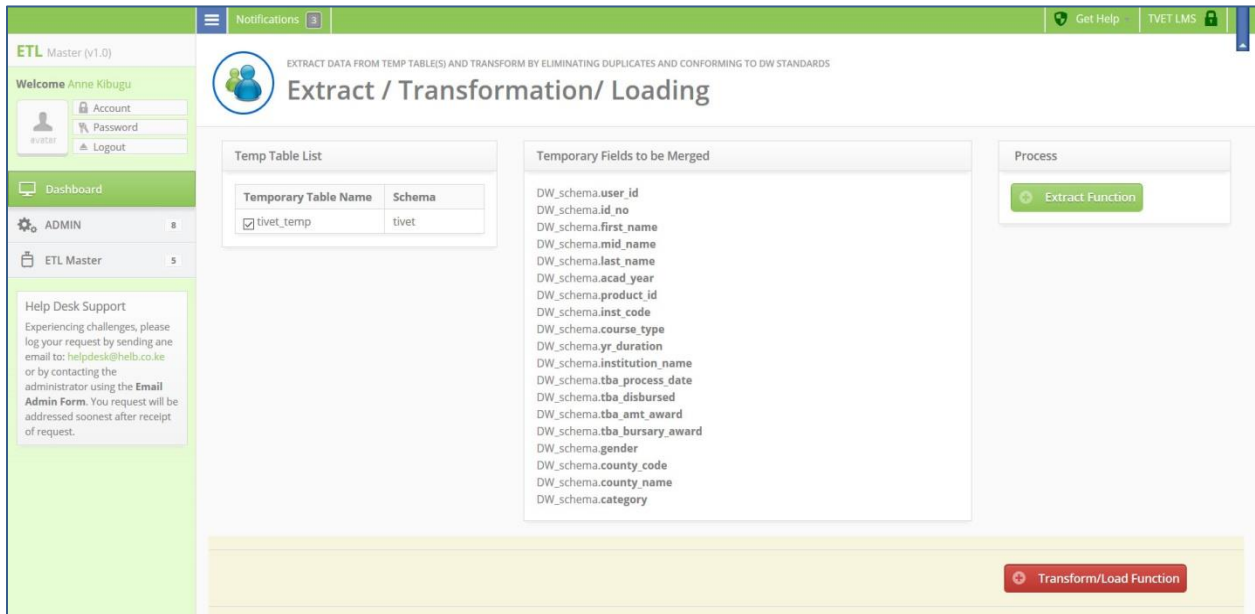 Notifications 3
Get Help
TVET LMS
ETL Master (v1.0)
Welcome Anne Kibugu
avatar
Account
Password
Logout
Dashboard
ADMIN 8
ETL Master 5
Help Desk Support
Experiencing challenges, please
log your request by sending ane
email to: helpdesk@helb.co.ke
or by contacting the
administrator using the Email
Admin Form. You request will be
addressed soonest after receipt
of request.
EXTRACT DATA FROM TEMP TABLE(S) AND TRANSFORM BY ELIMINATING DUPLICATES AND CONFORMING TO DW STANDARDS
Extract / Transformation/ Loading
Temp Table List
Temporary Table Name Schema
tivet_temp tivet
Temporary Fields to be Merged
DW_schema.user_id
DW_schema.id_no
DW_schema.first_name
DW_schema.mid_name
DW_schema.last_name
DW_schema.acad_year
DW_schema.product_id
DW_schema.inst_code
DW_schema.course_type
DW_schema.yr_duration
DW_schema.institution_name
DW_schema.tba_process_date
DW_schema.tba_disbursed
DW_schema.tba_amt_award
DW_schema.tba_bursary_award
DW_schema.gender
DW_schema.county_code
DW_schema.county_name
DW_schema.category
Process
Extract Function
Transform/Load Function